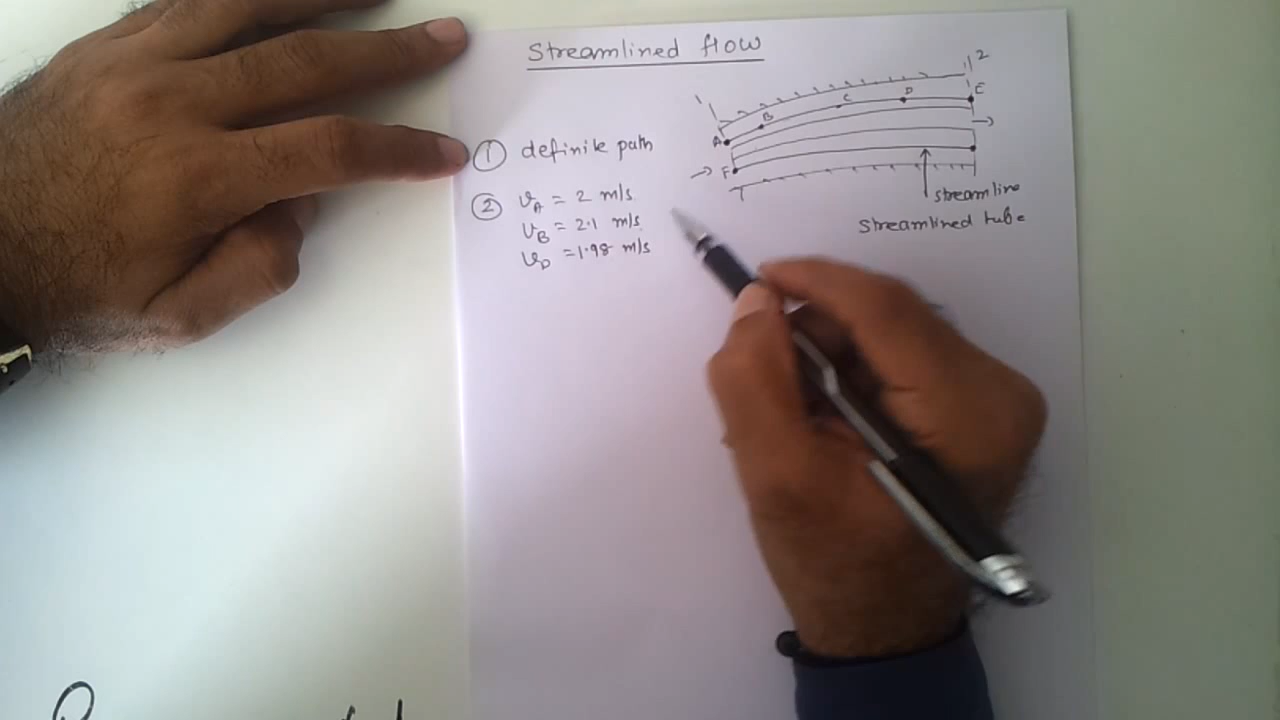 Streamlined flow
1 1 2
A B C D E
F
① definite path
② vA = 2 m/s
vB = 2.1 m/s
vD = 1.98 m/s
streamline
streamlined tube